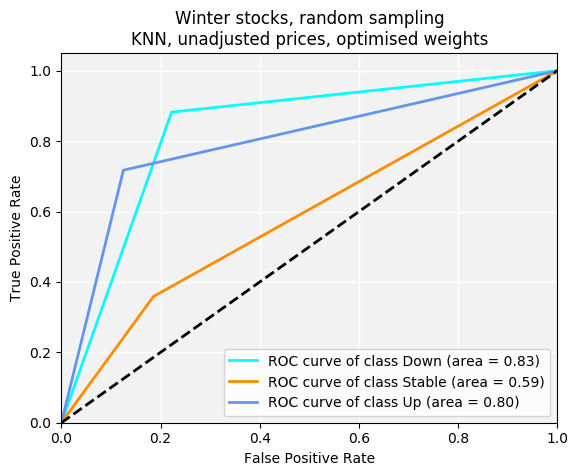 Winter stocks, random sampling
KNN, unadjusted prices, optimised weights
True Positive Rate
1.0
0.8
0.6
0.4
0.2
0.0
ROC curve of class Down (area = 0.83)
ROC curve of class Stable (area = 0.59)
ROC curve of class Up (area = 0.80)
0.0 0.2 0.4 0.6 0.8 1.0
False Positive Rate